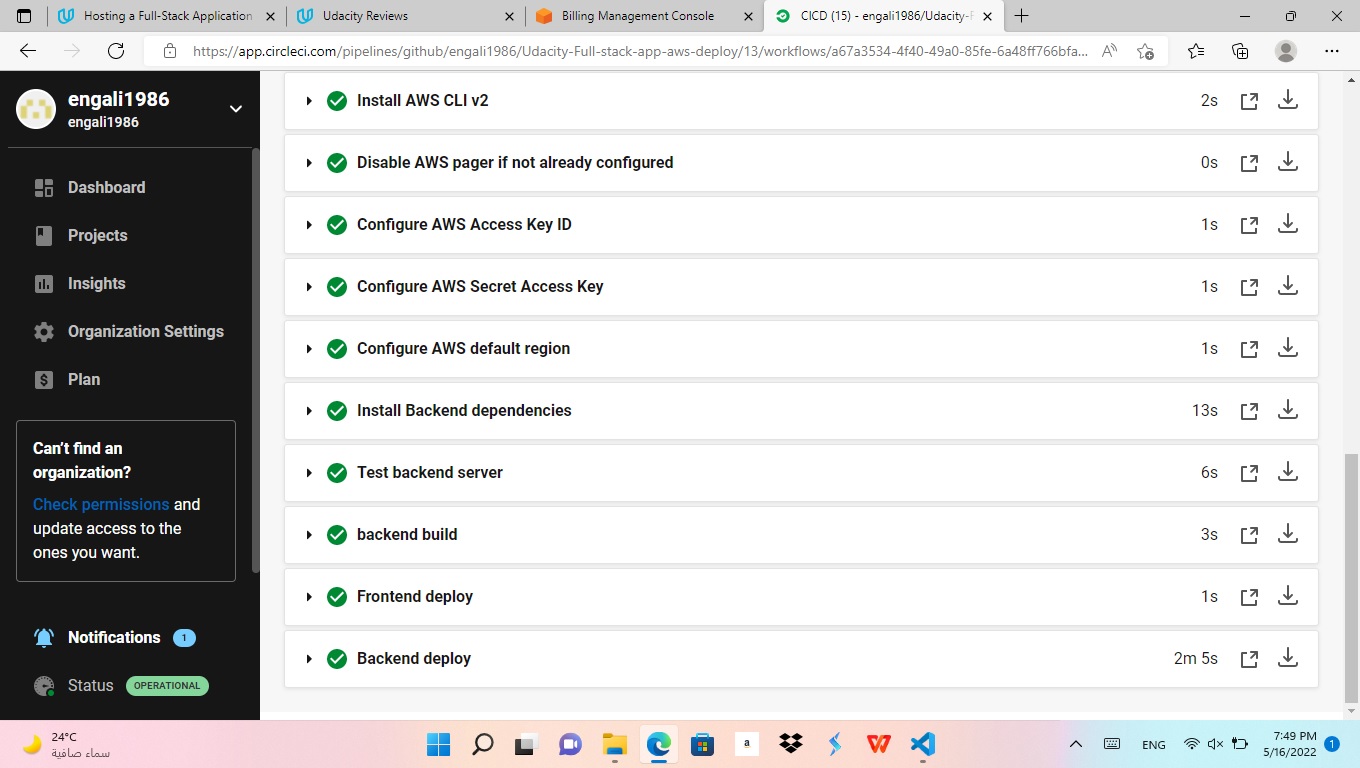 Hosting a Full-Stack Application
Udacity Reviews
Billing Management Console
CICD (15) - engali1986/Udacity-F
https://app.circleci.com/pipelines/github/engali1986/Udacity-Full-stack-app-aws-deploy/13/workflows/a67a3534-4f40-49a0-85fe-6a48ff766bfa...
engali1986
engali1986
Dashboard
Projects
Insights
Organization Settings
Plan
Can't find an
organization?
Check permissions and
update access to the
ones you want.
Notifications 1
Status OPERATIONAL
Install AWS CLI v2 2s
Disable AWS pager if not already configured 0s
Configure AWS Access Key ID 1s
Configure AWS Secret Access Key 1s
Configure AWS default region 1s
Install Backend dependencies 13s
Test backend server 6s
backend build 3s
Frontend deploy 1s
Backend deploy 2m 5s
24°C
سماء صافية
a
ENG
7:49 PM
5/16/2022
1